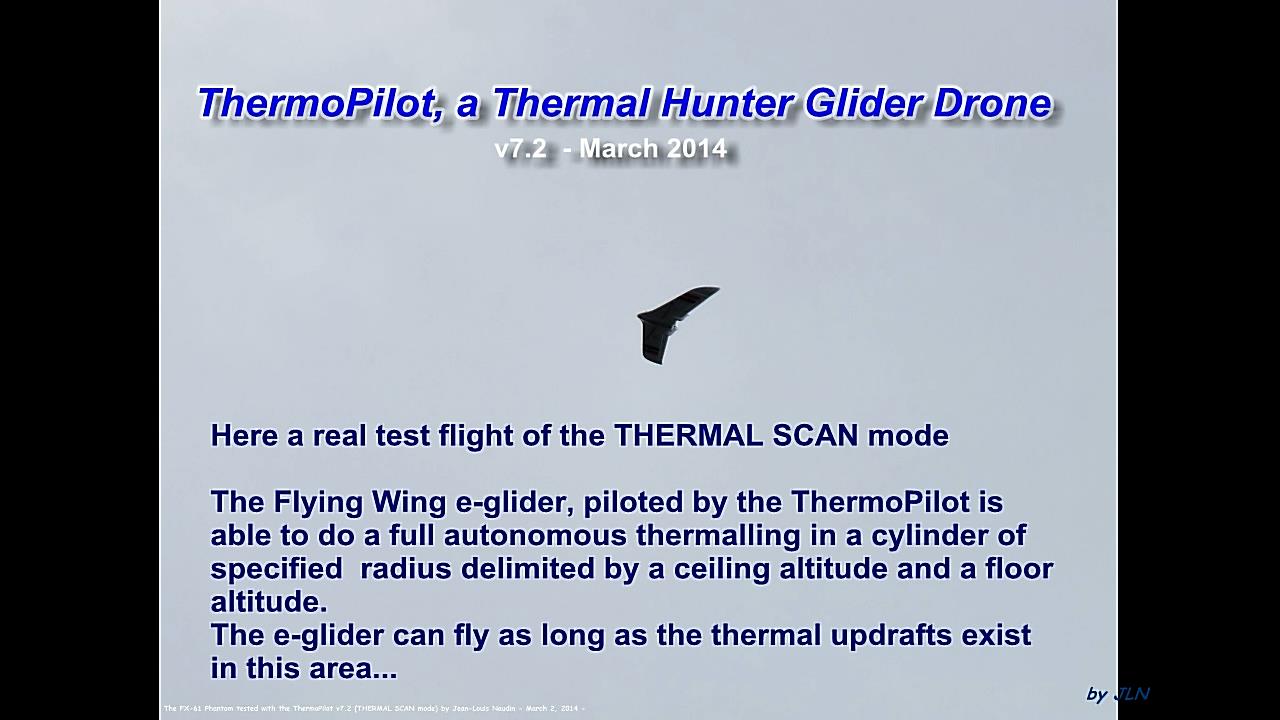 ThermoPilot, a Thermal Hunter Glider Drone
v7.2 - March 2014
Here a real test flight of the THERMAL SCAN mode
The Flying Wing e-glider, piloted by the ThermoPilot is
able to do a full autonomous thermalling in a cylinder of
specified radius delimited by a ceiling altitude and a floor
altitude.
The e-glider can fly as long as the thermal updrafts exist
in this area...
by JLN
The FX-61 Phantom tested with the ThermoPilot v7.2 (THERMAL SCAN mode) by Jean-Louis Naudin - March 2, 2014 -